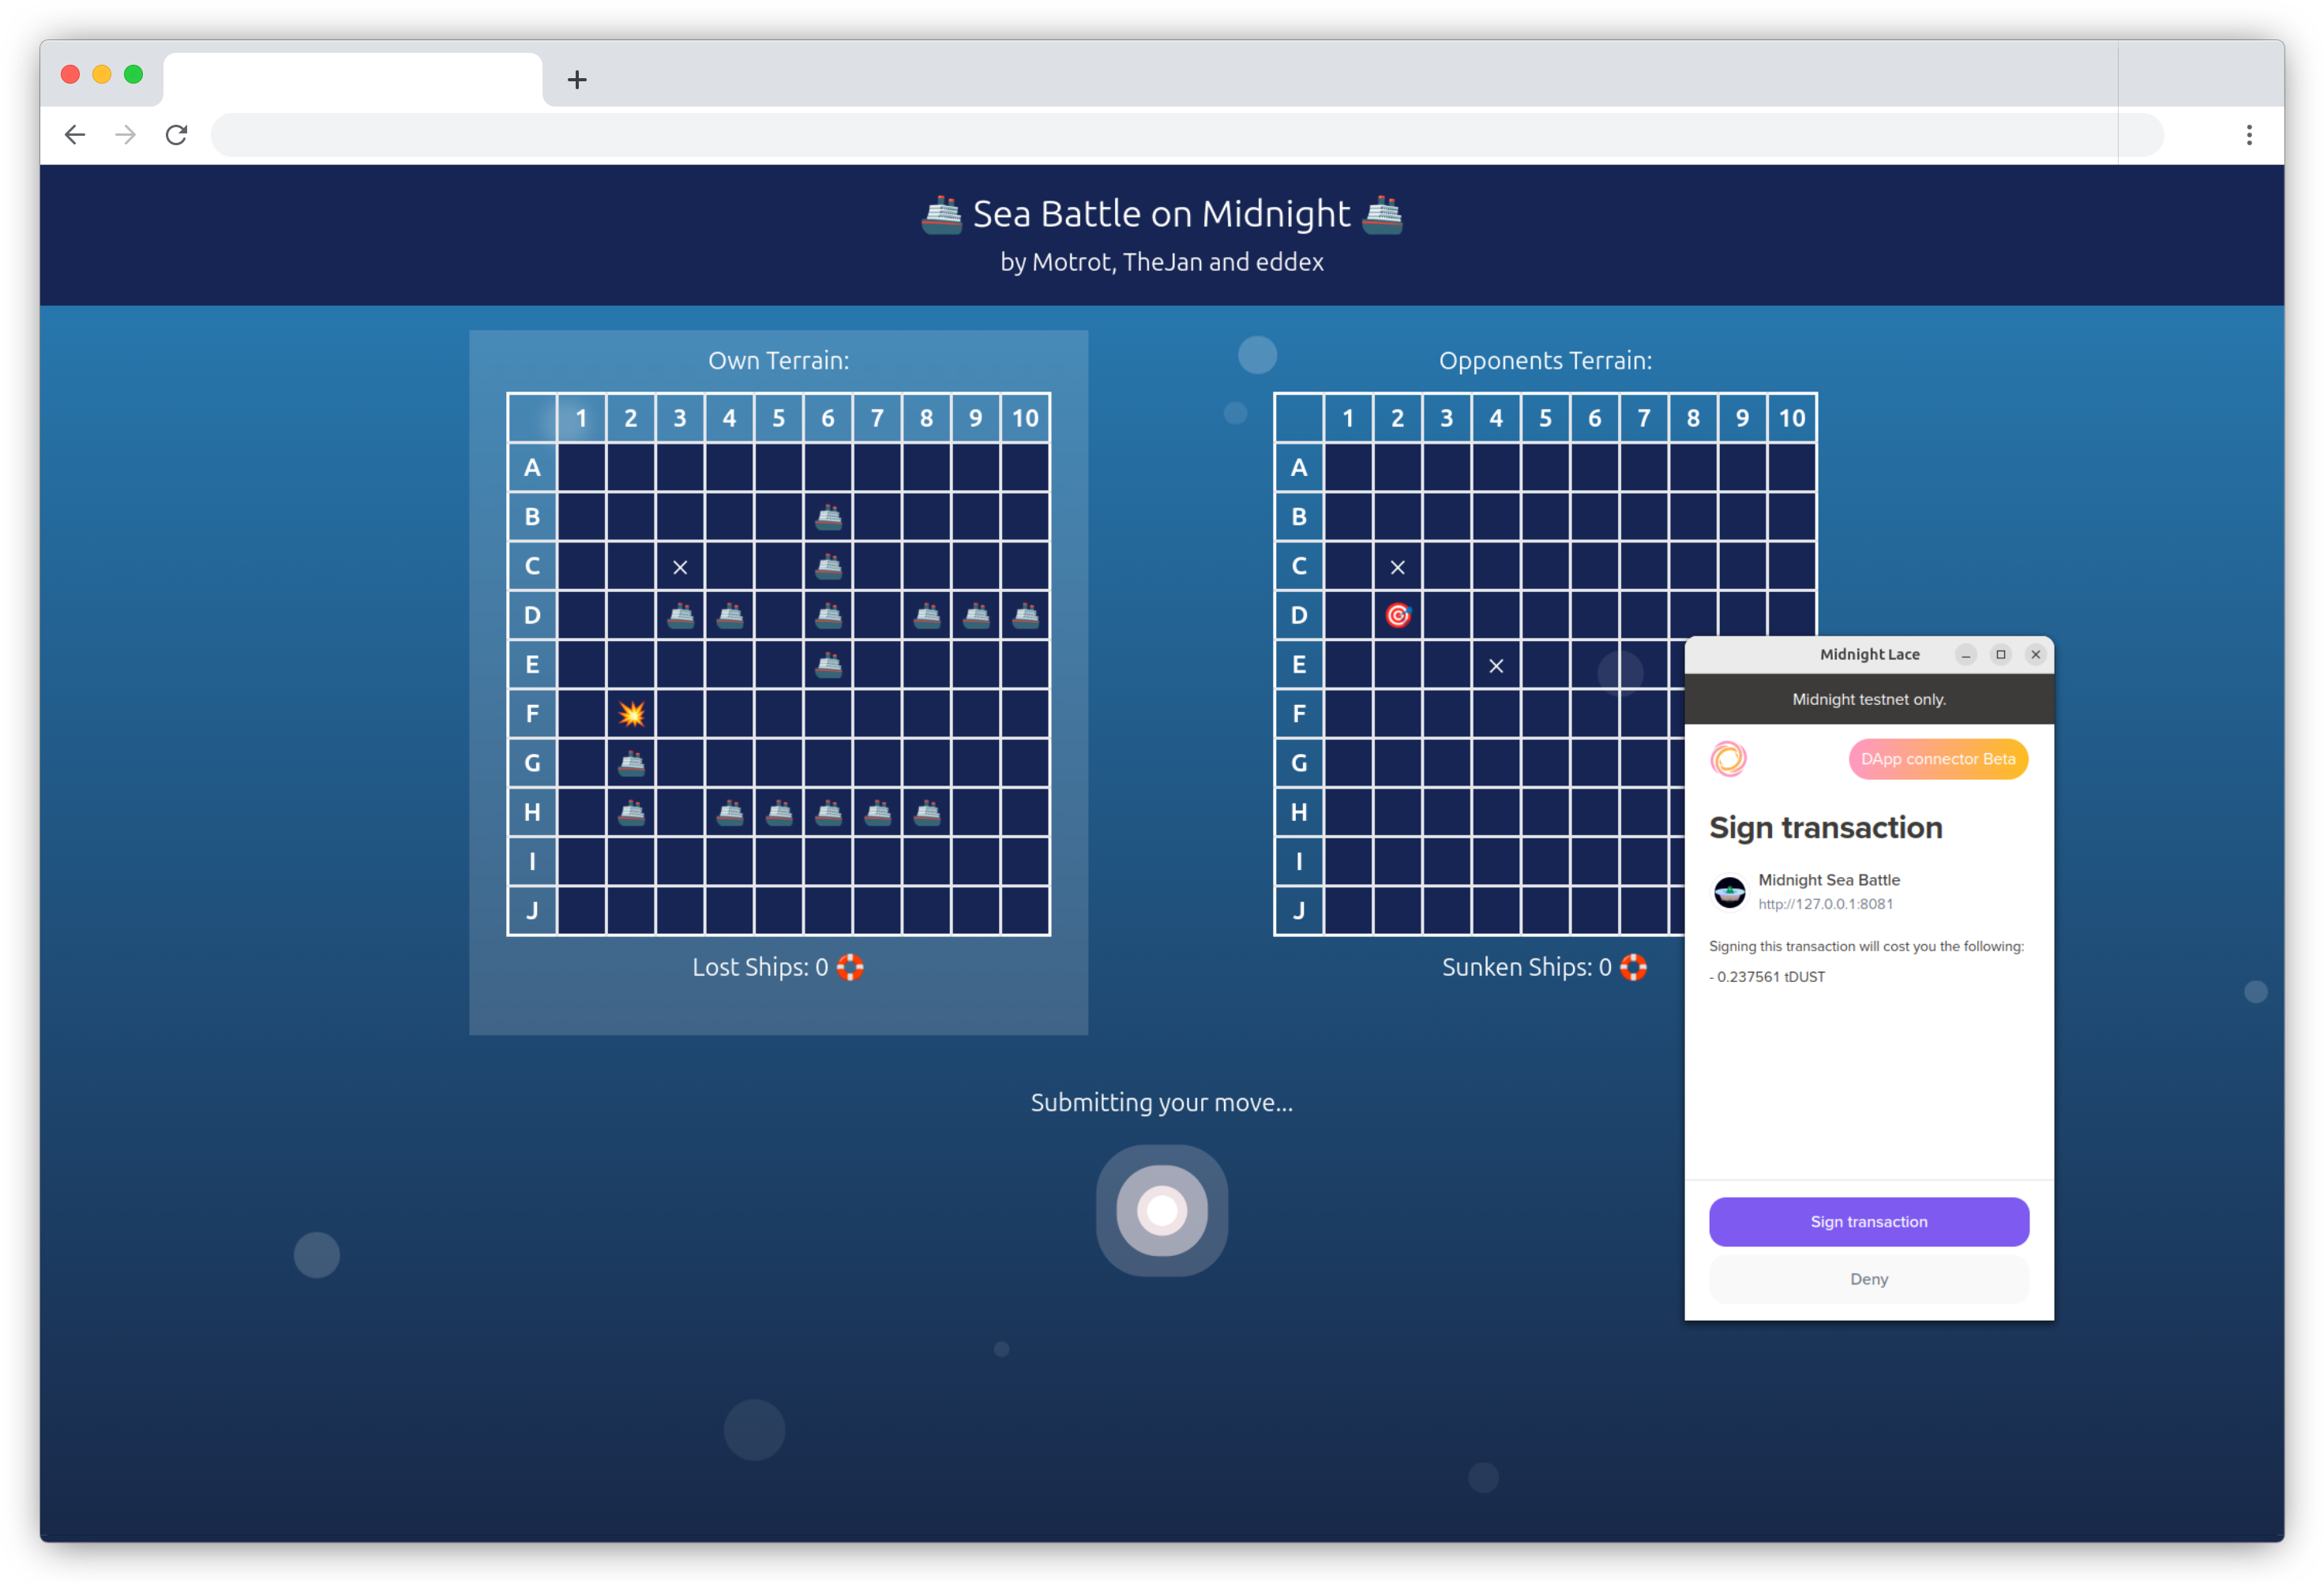 Sea Battle on Midnight
by Motrot, TheJan and eddex
Own Terrain:
1 2 3 4 5 6 7 8 9 10
A
B
C
D
E
F
G
H
I
J
Lost Ships: 0
Opponents Terrain:
1 2 3 4 5 6 7 8 9 10
A
B
C
D
E
F
G
H
I
J
Sunken Ships: 0
Submitting your move...
Midnight Lace
Midnight testnet only.
DApp connector Beta
Sign transaction
Midnight Sea Battle
http://127.0.0.1:8081
Signing this transaction will cost you the following:
- 0.237561 tDUST
Sign transaction
Deny